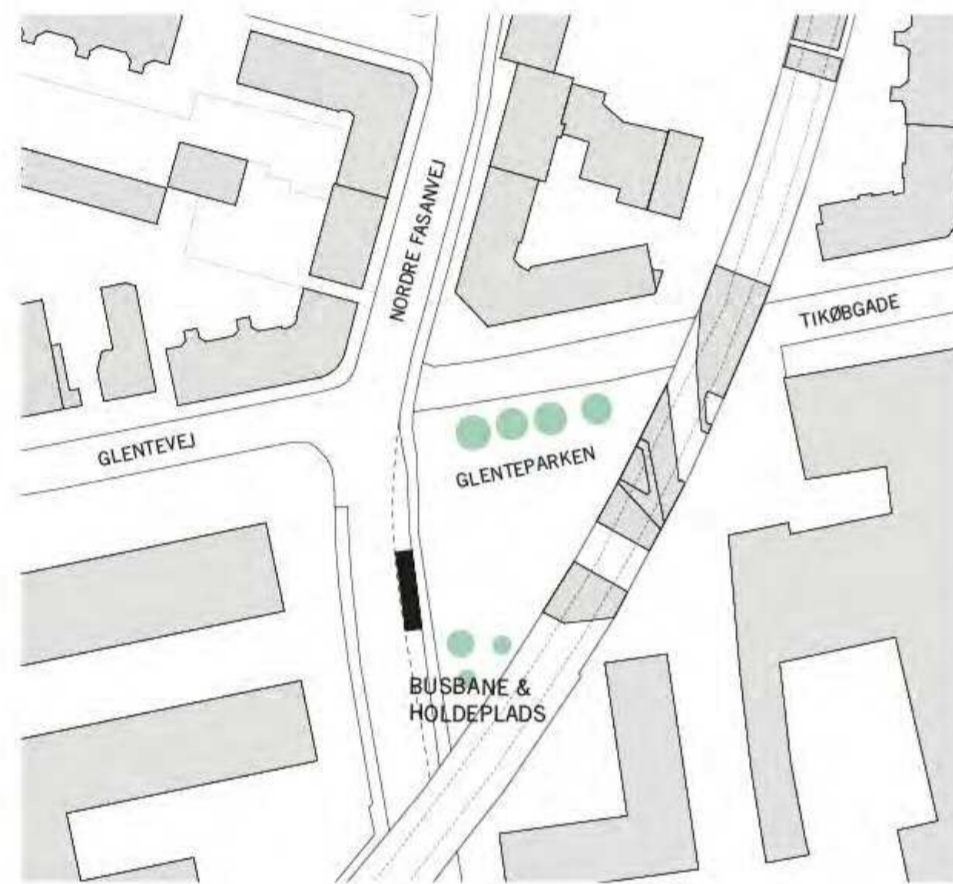 NORDRE FASANVEJ
TIKØBGADE
GLENTEVEJ
GLENTEPARKEN
BUSBANE &
HOLDEPLADS